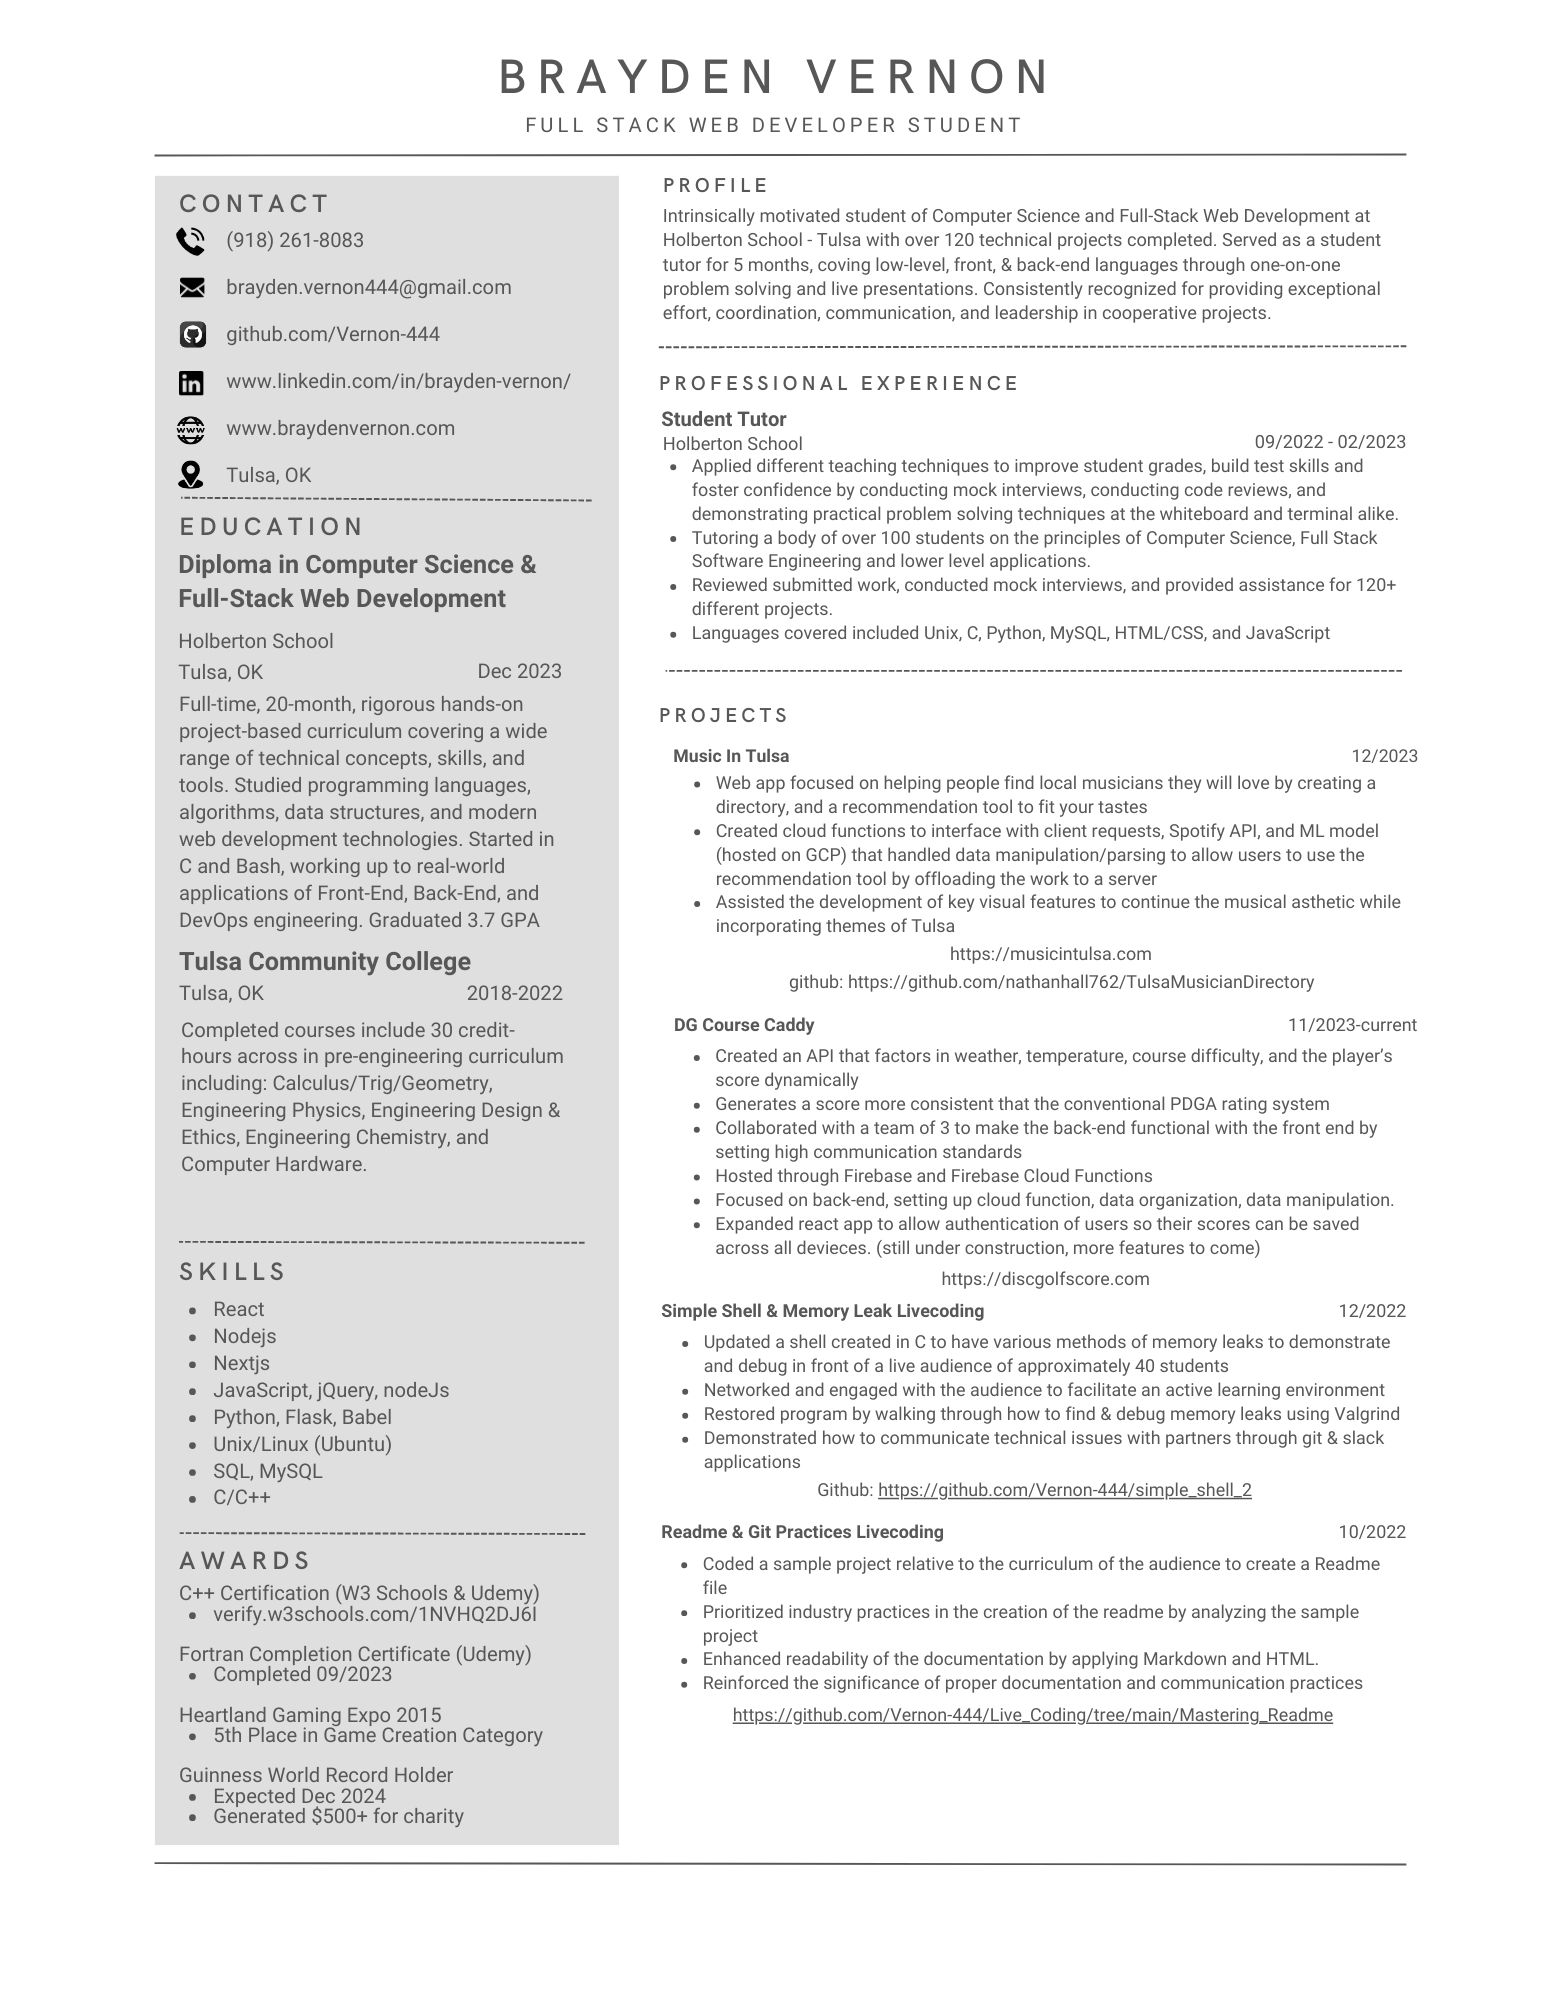 BRAYDEN VERNON
FULL STACK WEB DEVELOPER STUDENT
CONTACT
(918) 261-8083
brayden.vernon444@gmail.com
github.com/Vernon-444
www.linkedin.com/in/brayden-vernon/
www
www.braydenvernon.com
Tulsa, OK
EDUCATION
Diploma in Computer Science &
Full-Stack Web Development
Holberton School
Tulsa, OK Dec 2023
Full-time, 20-month, rigorous hands-on
project-based curriculum covering a wide
range of technical concepts, skills, and
tools. Studied programming languages,
algorithms, data structures, and modern
web development technologies. Started in
C and Bash, working up to real-world
applications of Front-End, Back-End, and
DevOps engineering. Graduated 3.7 GPA
Tulsa Community College
Tulsa, OK 2018-2022
Completed courses include 30 credit-
hours across in pre-engineering curriculum
including: Calculus/Trig/Geometry,
Engineering Physics, Engineering Design &
Ethics, Engineering Chemistry, and
Computer Hardware.
SKILLS
• React
• Nodejs
• Nextjs
• JavaScript, jQuery, nodeJs
• Python, Flask, Babel
• Unix/Linux (Ubuntu)
• SQL, MySQL
• C/C++
AWARDS
C++ Certification (W3 Schools & Udemy)
• verify.w3schools.com/1NVHQ2DJ6I
Fortran Completion Certificate (Udemy)
• Completed 09/2023
Heartland Gaming Expo 2015
• 5th Place in Game Creation Category
Guinness World Record Holder
• Expected Dec 2024
• Generated $500+ for charity
PROFILE
Intrinsically motivated student of Computer Science and Full-Stack Web Development at
Holberton School - Tulsa with over 120 technical projects completed. Served as a student
tutor for 5 months, coving low-level, front, & back-end languages through one-on-one
problem solving and live presentations. Consistently recognized for providing exceptional
effort, coordination, communication, and leadership in cooperative projects.
PROFESSIONAL EXPERIENCE
Student Tutor
Holberton School 09/2022 - 02/2023
• Applied different teaching techniques to improve student grades, build test skills and
foster confidence by conducting mock interviews, conducting code reviews, and
demonstrating practical problem solving techniques at the whiteboard and terminal alike.
• Tutoring a body of over 100 students on the principles of Computer Science, Full Stack
Software Engineering and lower level applications.
• Reviewed submitted work, conducted mock interviews, and provided assistance for 120+
different projects.
• Languages covered included Unix, C, Python, MySQL, HTML/CSS, and JavaScript
PROJECTS
Music In Tulsa 12/2023
• Web app focused on helping people find local musicians they will love by creating a
directory, and a recommendation tool to fit your tastes
• Created cloud functions to interface with client requests, Spotify API, and ML model
(hosted on GCP) that handled data manipulation/parsing to allow users to use the
recommendation tool by offloading the work to a server
• Assisted the development of key visual features to continue the musical asthetic while
incorporating themes of Tulsa
https://musicintulsa.com
github: https://github.com/nathanhall762/TulsaMusicianDirectory
DG Course Caddy 11/2023-current
• Created an API that factors in weather, temperature, course difficulty, and the player’s
score dynamically
• Generates a score more consistent that the conventional PDGA rating system
• Collaborated with a team of 3 to make the back-end functional with the front end by
setting high communication standards
• Hosted through Firebase and Firebase Cloud Functions
• Focused on back-end, setting up cloud function, data organization, data manipulation.
• Expanded react app to allow authentication of users so their scores can be saved
across all devieces. (still under construction, more features to come)
https://discgolfscore.com
Simple Shell & Memory Leak Livecoding 12/2022
• Updated a shell created in C to have various methods of memory leaks to demonstrate
and debug in front of a live audience of approximately 40 students
• Networked and engaged with the audience to facilitate an active learning environment
• Restored program by walking through how to find & debug memory leaks using Valgrind
• Demonstrated how to communicate technical issues with partners through git & slack
applications
Github: https://github.com/Vernon-444/simple_shell_2
Readme & Git Practices Livecoding 10/2022
• Coded a sample project relative to the curriculum of the audience to create a Readme
file
• Prioritized industry practices in the creation of the readme by analyzing the sample
project
• Enhanced readability of the documentation by applying Markdown and HTML.
• Reinforced the significance of proper documentation and communication practices
https://github.com/Vernon-444/Live_Coding/tree/main/Mastering_Readme